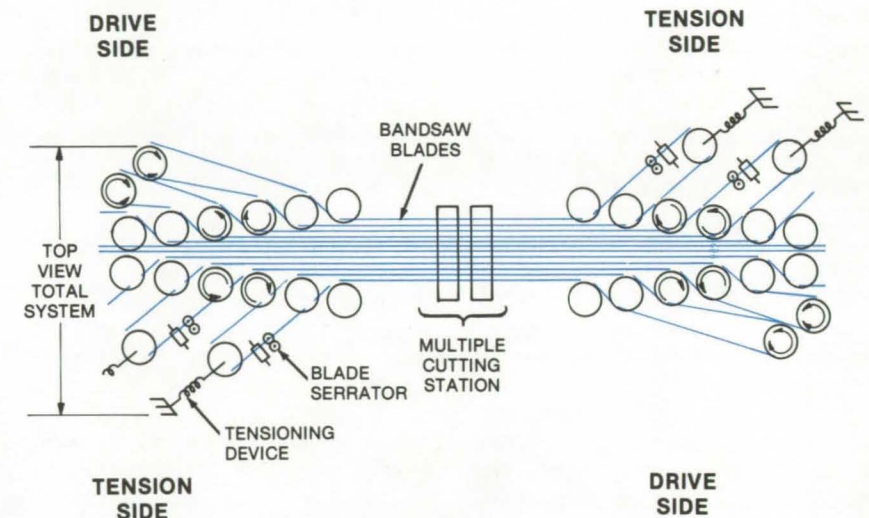 DRIVE
SIDE
TENSION
SIDE
BANDSAW
BLADES
TOP
VIEW
TOTAL
SYSTEM
MULTIPLE
CUTTING
STATION
BLADE
SERRATOR
TENSIONING
DEVICE
TENSION
SIDE
DRIVE
SIDE